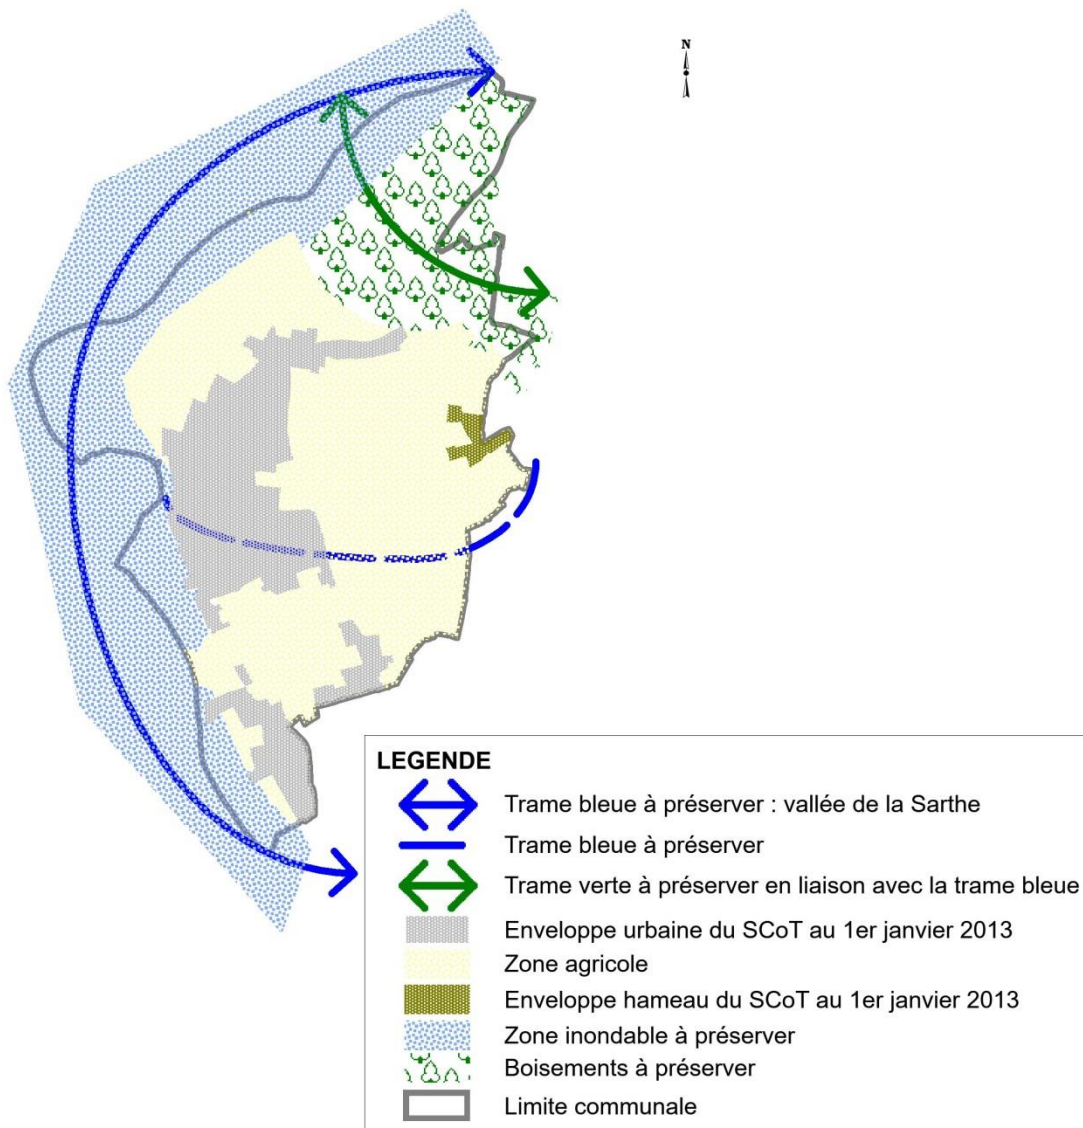 N
LEGENDE
Trame bleue à préserver : vallée de la Sarthe
Trame bleue à préserver
Trame verte à préserver en liaison avec la trame bleue
Enveloppe urbaine du SCoT au 1er janvier 2013
Zone agricole
Enveloppe hameau du SCoT au 1er janvier 2013
Zone inondable à préserver
Boisements à préserver
Limite communale